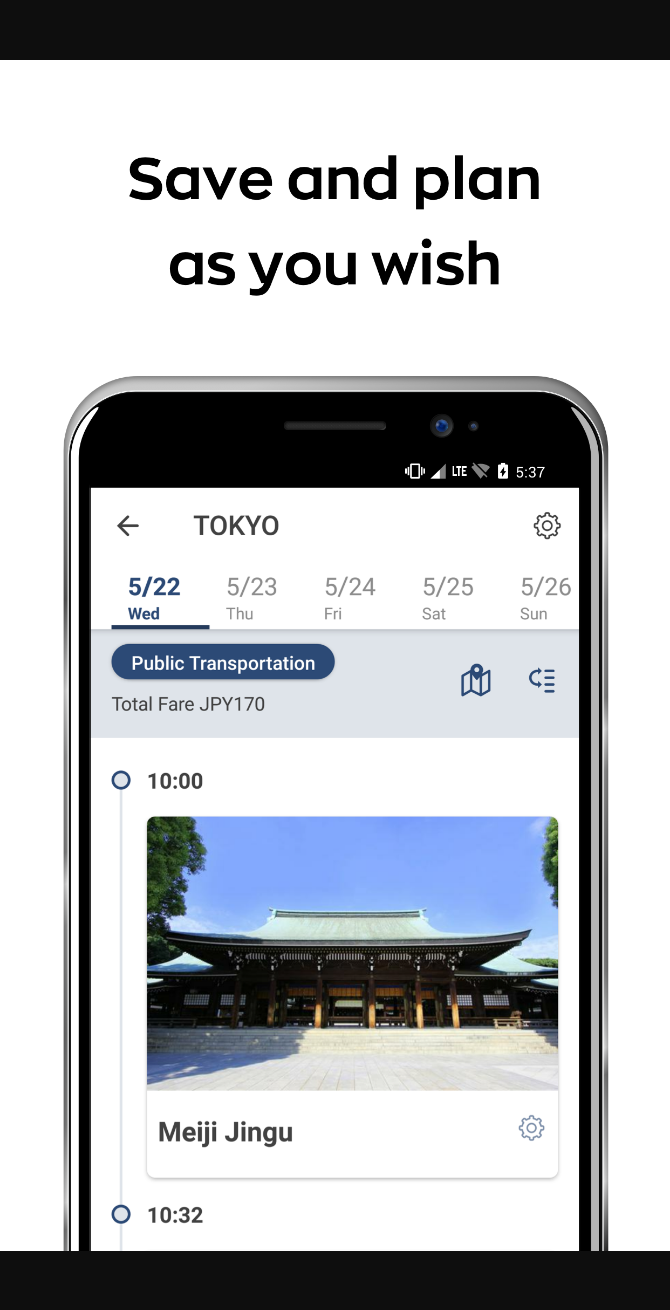 Save and plan
as you wish
LTE 5:37
TOKYO
5/22 5/23 5/24 5/25 5/26
Wed Thu Fri Sat Sun
Public Transportation
Total Fare JPY170
10:00
Meiji Jingu
10:32